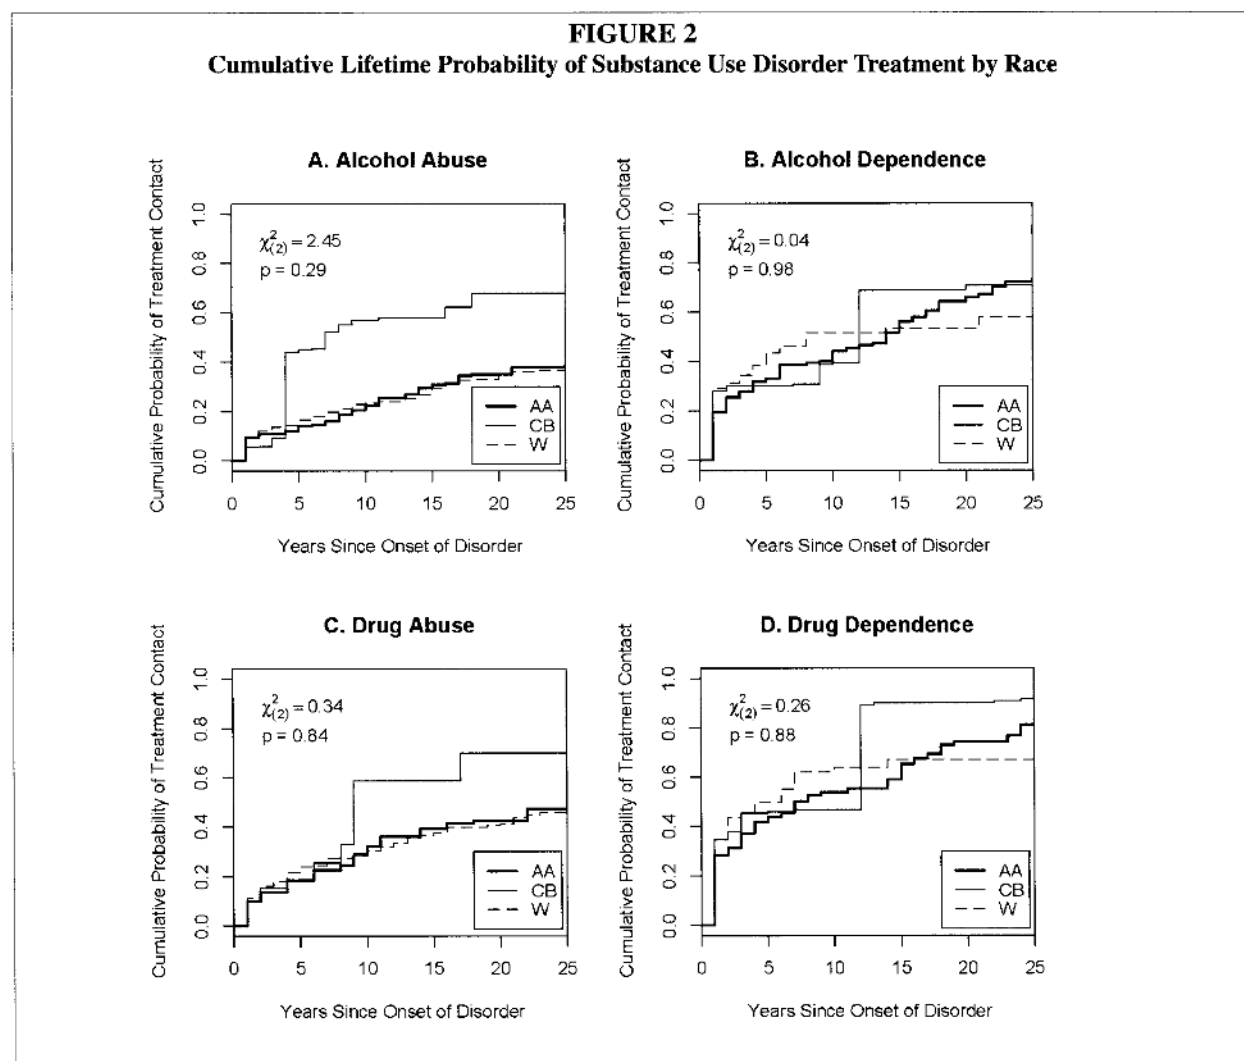 FIGURE 2
Cumulative Lifetime Probability of Substance Use Disorder Treatment by Race
A. Alcohol Abuse
Cumulative Probability of Treatment Contact
1.0
0.8
0.6
0.4
0.2
0.0
χ²(2) = 2.45
p = 0.29
AA
CB
W
0 5 10 15 20 25
Years Since Onset of Disorder
B. Alcohol Dependence
Cumulative Probability of Treatment Contact
1.0
0.8
0.6
0.4
0.2
0.0
χ²(2) = 0.04
p = 0.98
AA
CB
W
0 5 10 15 20 25
Years Since Onset of Disorder
C. Drug Abuse
Cumulative Probability of Treatment Contact
1.0
0.8
0.6
0.4
0.2
0.0
χ²(2) = 0.34
p = 0.84
AA
CB
W
0 5 10 15 20 25
Years Since Onset of Disorder
D. Drug Dependence
Cumulative Probability of Treatment Contact
1.0
0.8
0.6
0.4
0.2
0.0
χ²(2) = 0.26
p = 0.88
AA
CB
W
0 5 10 15 20 25
Years Since Onset of Disorder